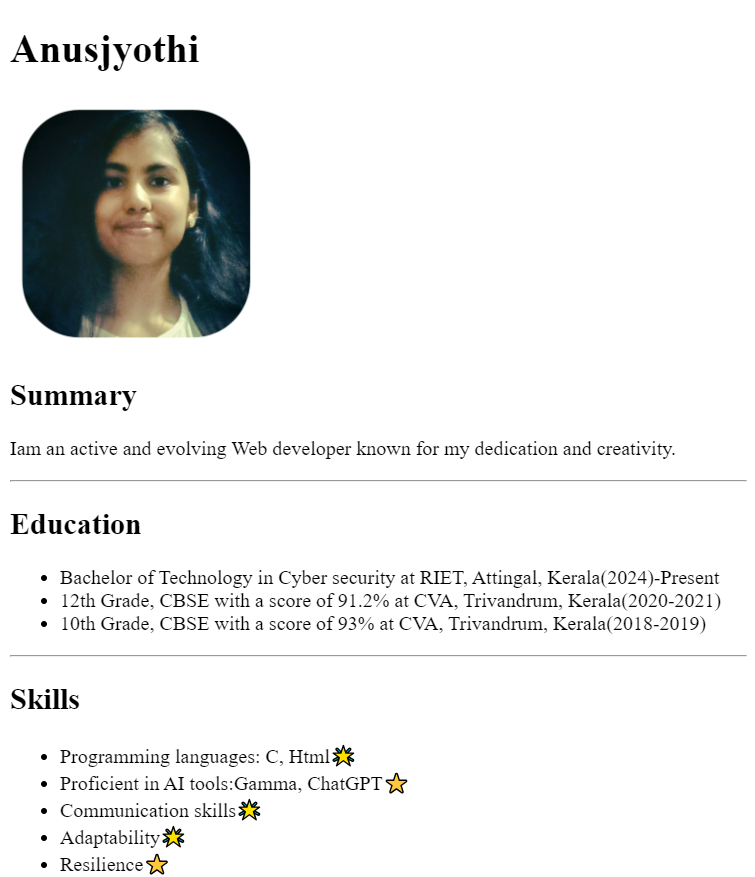 Anusjyothi
Summary
Iam an active and evolving Web developer known for my dedication and creativity.
Education
Bachelor of Technology in Cyber security at RIET, Attingal, Kerala(2024)-Present
12th Grade, CBSE with a score of 91.2% at CVA, Trivandrum, Kerala(2020-2021)
10th Grade, CBSE with a score of 93% at CVA, Trivandrum, Kerala(2018-2019)
Skills
Programming languages: C, Html
Proficient in AI tools:Gamma, ChatGPT
Communication skills
Adaptability
Resilience